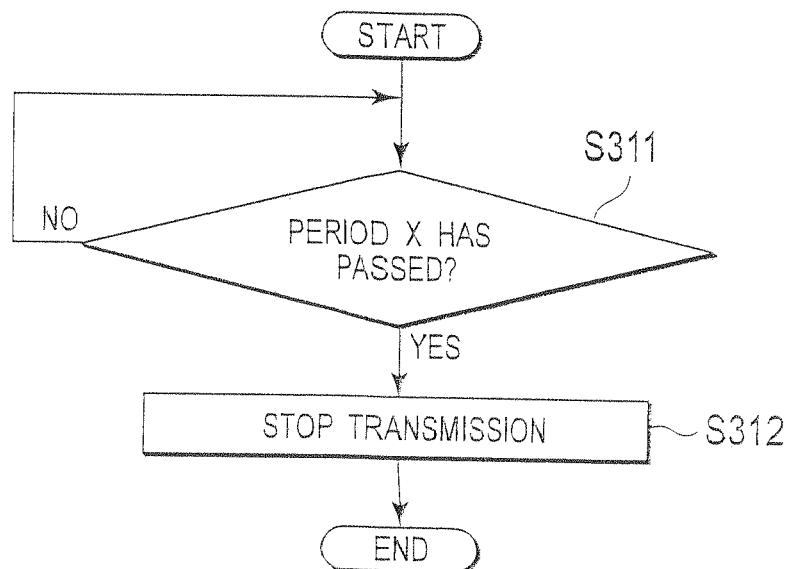 START
S311
NO
PERIOD X HAS
PASSED?
YES
STOP TRANSMISSION
S312
END